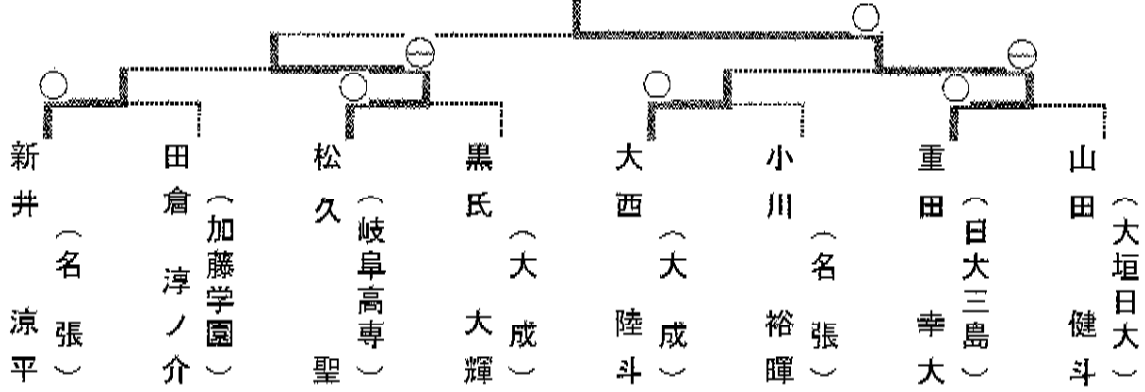 新井 涼平
（名張）
田倉 淳ノ介
（加藤学園）
松久 聖
（岐阜高専）
黒氏 大輝
（大成）
大西 陸斗
（大成）
小川 裕暉
（名張）
重田 幸大
（日大三島）
山田 健斗
（大垣日大）